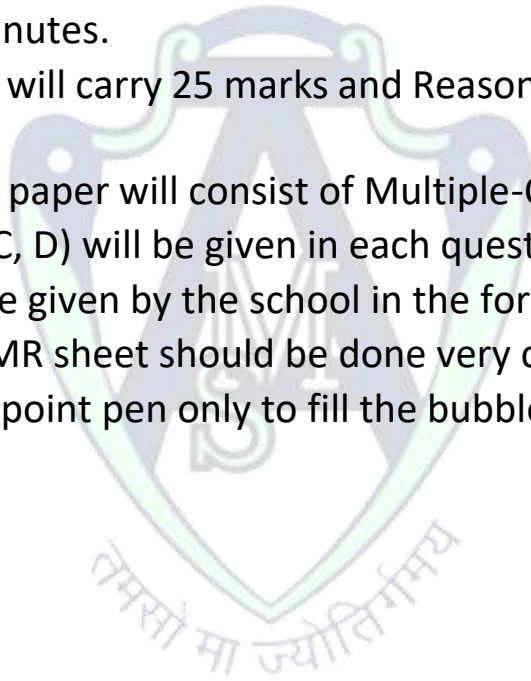 nutes.
will carry 25 marks and Reason
paper will consist of Multiple-
C, D) will be given in each quest
e given by the school in the for
MR sheet should be done very
point pen only to fill the bubble
M
A
S
तमसो मा ज्योतिर्गमय